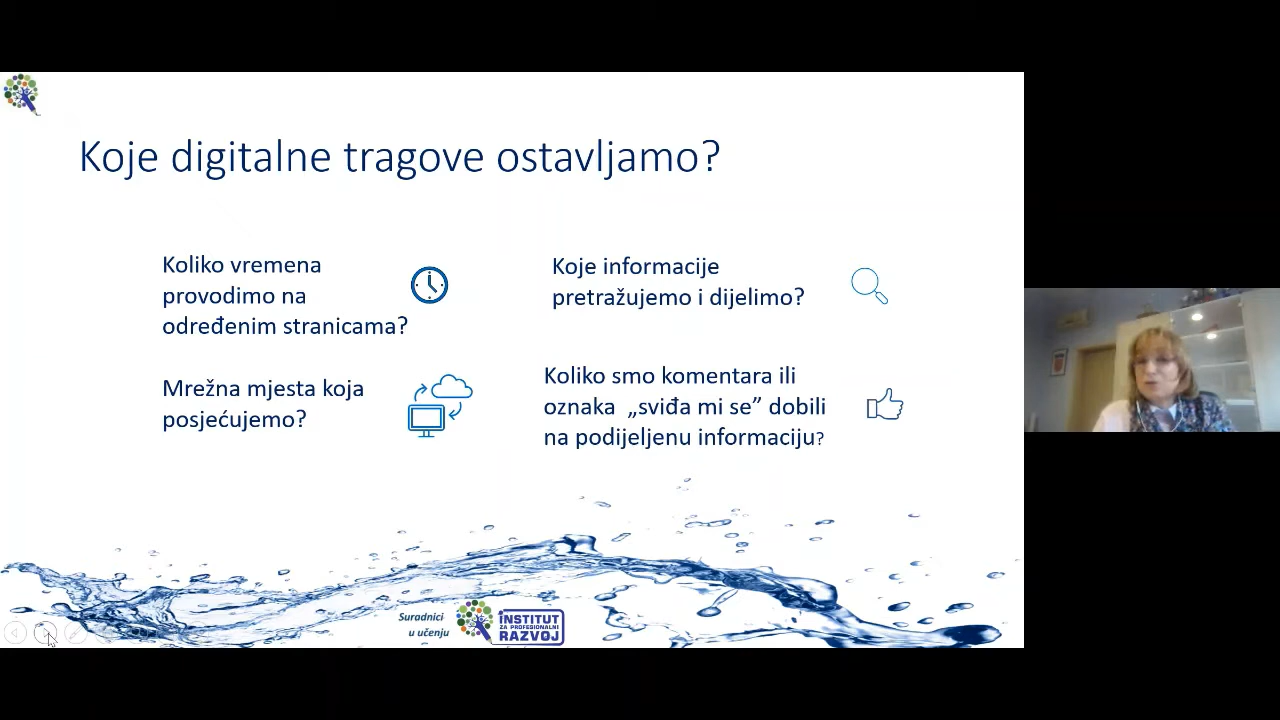 Koje digitalne tragove ostavljamo?
Koliko vremena
provodimo na
određenim stranicama?
Mrežna mjesta koja
posjećujemo?
Koje informacije
pretražujemo i dijelimo?
Koliko smo komentara ili
oznaka „sviđa mi se” dobili
na podijeljenu informaciju?
Suradnici
u učenju
INSTITUT
ZA PROFESIONALNI
RAZVOJ